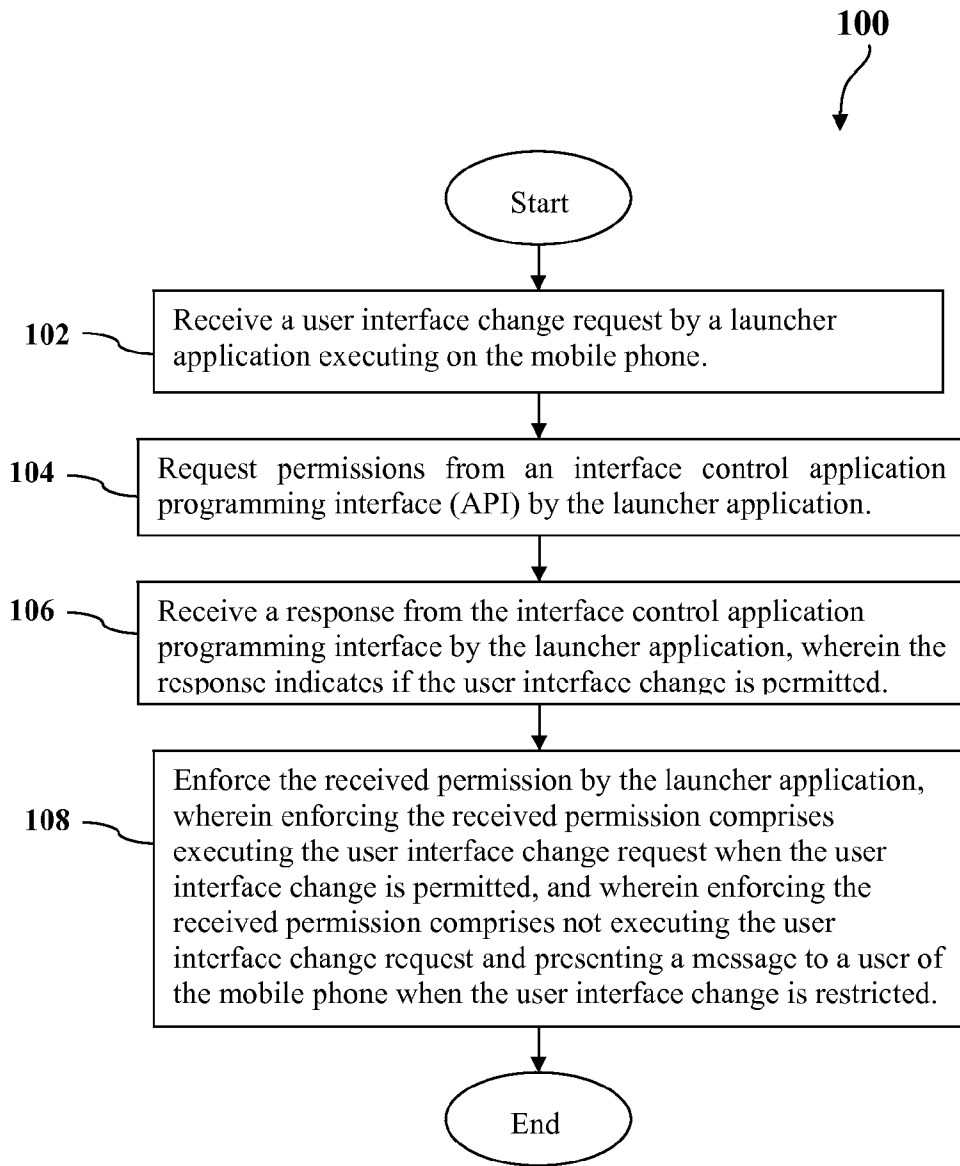 100
Start
102
Receive a user interface change request by a launcher
application executing on the mobile phone.
104
Request permissions from an interface control application
programming interface (API) by the launcher application.
106
Receive a response from the interface control application
programming interface by the launcher application, wherein the
response indicates if the user interface change is permitted.
108
Enforce the received permission by the launcher application,
wherein enforcing the received permission comprises
executing the user interface change request when the user
interface change is permitted, and wherein enforcing the
received permission comprises not executing the user
interface change request and presenting a message to a user of
the mobile phone when the user interface change is restricted.
End